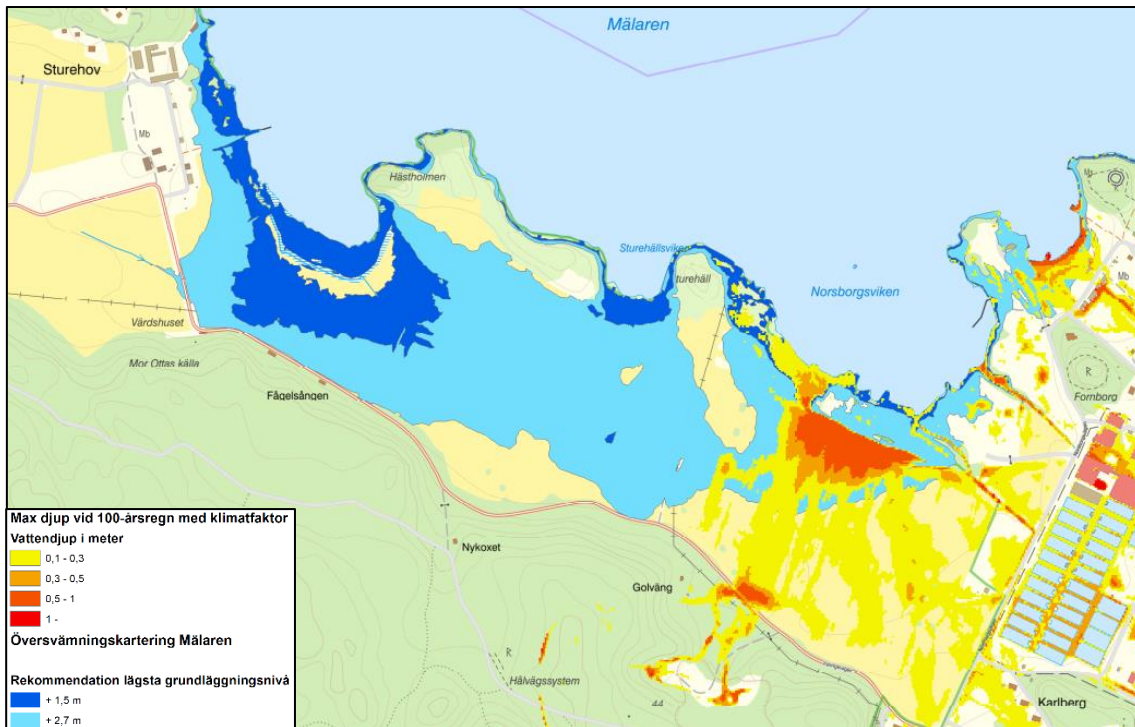 Mälaren
Sturehov
Mb
Hästholmen
Sturehällsviken
turehäll
Norsborgsviken
Mb
Värdshuset
Mor Ottas källa
Fågelsången
R
Fornborg
Nykoxet
Golväng
R
Hålvägssystem
44
Karlberg
Max djup vid 100-årsregn med klimatfaktor
Vattendjup i meter
0,1 - 0,3
0,3 - 0,5
0,5 - 1
1 -
Översvämningskartering Mälaren
Rekommendation lägsta grundläggningsnivå
+ 1,5 m
+ 2,7 m